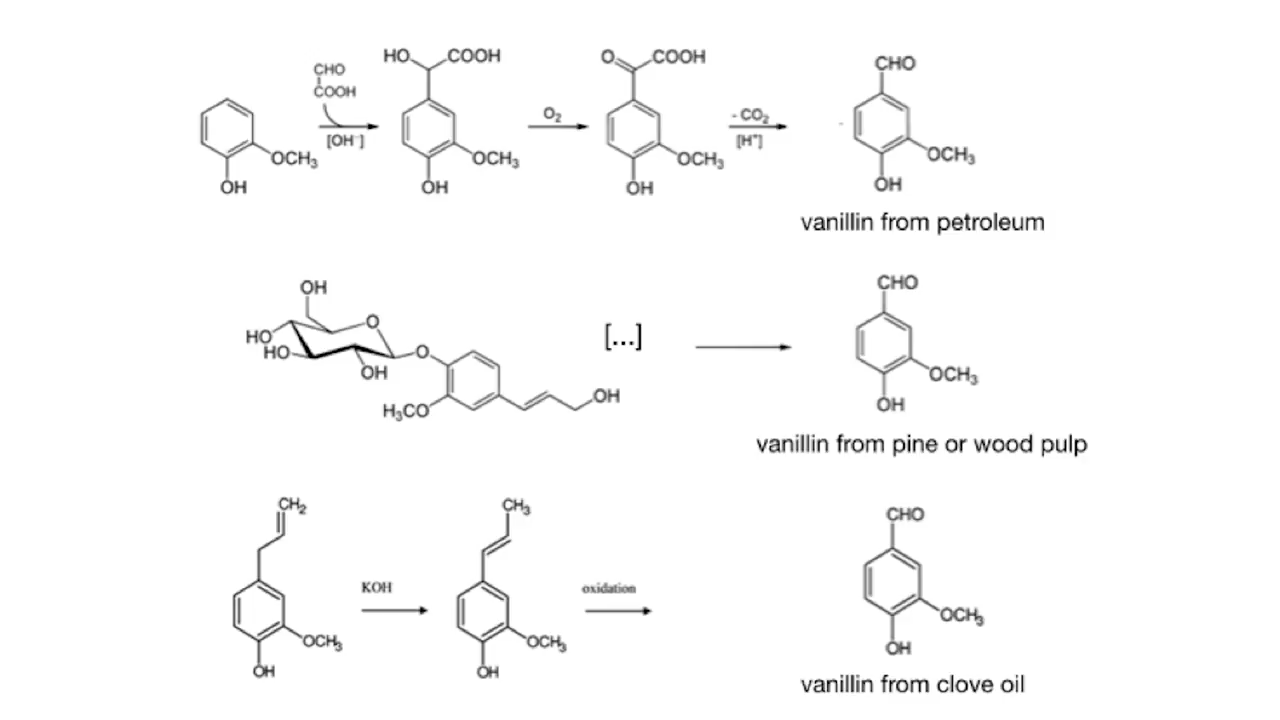 HO COOH O COOH CHO
CHO
COOH
O₂ - CO₂
[OH⁻] [H⁺]
OCH₃ OCH₃ OCH₃ OCH₃
OH OH OH OH
vanillin from petroleum
OH CHO
O
HO O [...]
HO OH OCH₃
H₃CO OH OH
vanillin from pine or wood pulp
CH₂ CH₃ CHO
KOH oxidation
OCH₃ OCH₃ OCH₃
OH OH OH
vanillin from clove oil